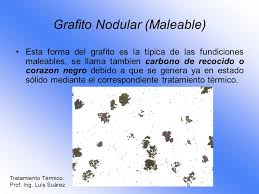 Grafito Nodular (Maleable)
• Esta forma del grafito es la típica de las fundiciones
maleables, se llama tambien carbono de recocido o
corazon negro debido a que se genera ya en estado
sólido mediante el correspondiente tratamiento térmico.
Tratamiento Térmico.
Prof. Ing. Luis Suárez